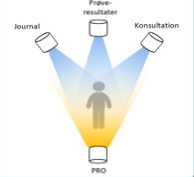 Prøve-
resultater
Journal
Konsultation
PRO